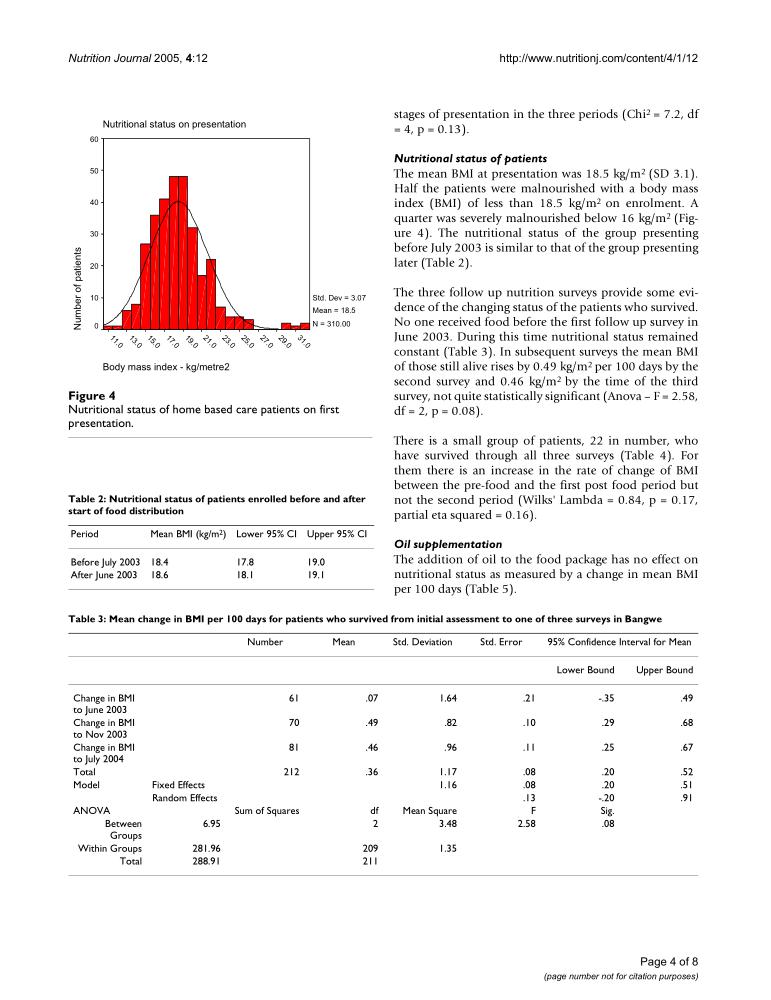 Nutrition Journal 2005, 4:12
http://www.nutritionj.com/content/4/1/12
Nutritional status on presentation
60
50
40
30
20
10
0
Number of patients
11.0 13.0 15.0 17.0 19.0 21.0 23.0 25.0 27.0 29.0 31.0
Std. Dev = 3.07
Mean = 18.5
N = 310.00
Body mass index - kg/metre2
Figure 4
Nutritional status of home based care patients on first
presentation.
Table 2: Nutritional status of patients enrolled before and after
start of food distribution
Period Mean BMI (kg/m²) Lower 95% CI Upper 95% CI
Before July 2003 18.4 17.8 19.0
After June 2003 18.6 18.1 19.1
stages of presentation in the three periods (Chi² = 7.2, df
= 4, p = 0.13).
Nutritional status of patients
The mean BMI at presentation was 18.5 kg/m² (SD 3.1).
Half the patients were malnourished with a body mass
index (BMI) of less than 18.5 kg/m² on enrolment. A
quarter was severely malnourished below 16 kg/m² (Fig-
ure 4). The nutritional status of the group presenting
before July 2003 is similar to that of the group presenting
later (Table 2).
The three follow up nutrition surveys provide some evi-
dence of the changing status of the patients who survived.
No one received food before the first follow up survey in
June 2003. During this time nutritional status remained
constant (Table 3). In subsequent surveys the mean BMI
of those still alive rises by 0.49 kg/m² per 100 days by the
second survey and 0.46 kg/m² by the time of the third
survey, not quite statistically significant (Anova – F = 2.58,
df = 2, p = 0.08).
There is a small group of patients, 22 in number, who
have survived through all three surveys (Table 4). For
them there is an increase in the rate of change of BMI
between the pre-food and the first post food period but
not the second period (Wilks' Lambda = 0.84, p = 0.17,
partial eta squared = 0.16).
Oil supplementation
The addition of oil to the food package has no effect on
nutritional status as measured by a change in mean BMI
per 100 days (Table 5).
Table 3: Mean change in BMI per 100 days for patients who survived from initial assessment to one of three surveys in Bangwe
Number Mean Std. Deviation Std. Error 95% Confidence Interval for Mean
Lower Bound Upper Bound
Change in BMI 61 .07 1.64 .21 -.35 .49
to June 2003
Change in BMI 70 .49 .82 .10 .29 .68
to Nov 2003
Change in BMI 81 .46 .96 .11 .25 .67
to July 2004
Total 212 .36 1.17 .08 .20 .52
Model Fixed Effects 1.16 .08 .20 .51
Random Effects .13 -.20 .91
ANOVA Sum of Squares df Mean Square F Sig.
Between 6.95 2 3.48 2.58 .08
Groups
Within Groups 281.96 209 1.35
Total 288.91 211
Page 4 of 8
(page number not for citation purposes)